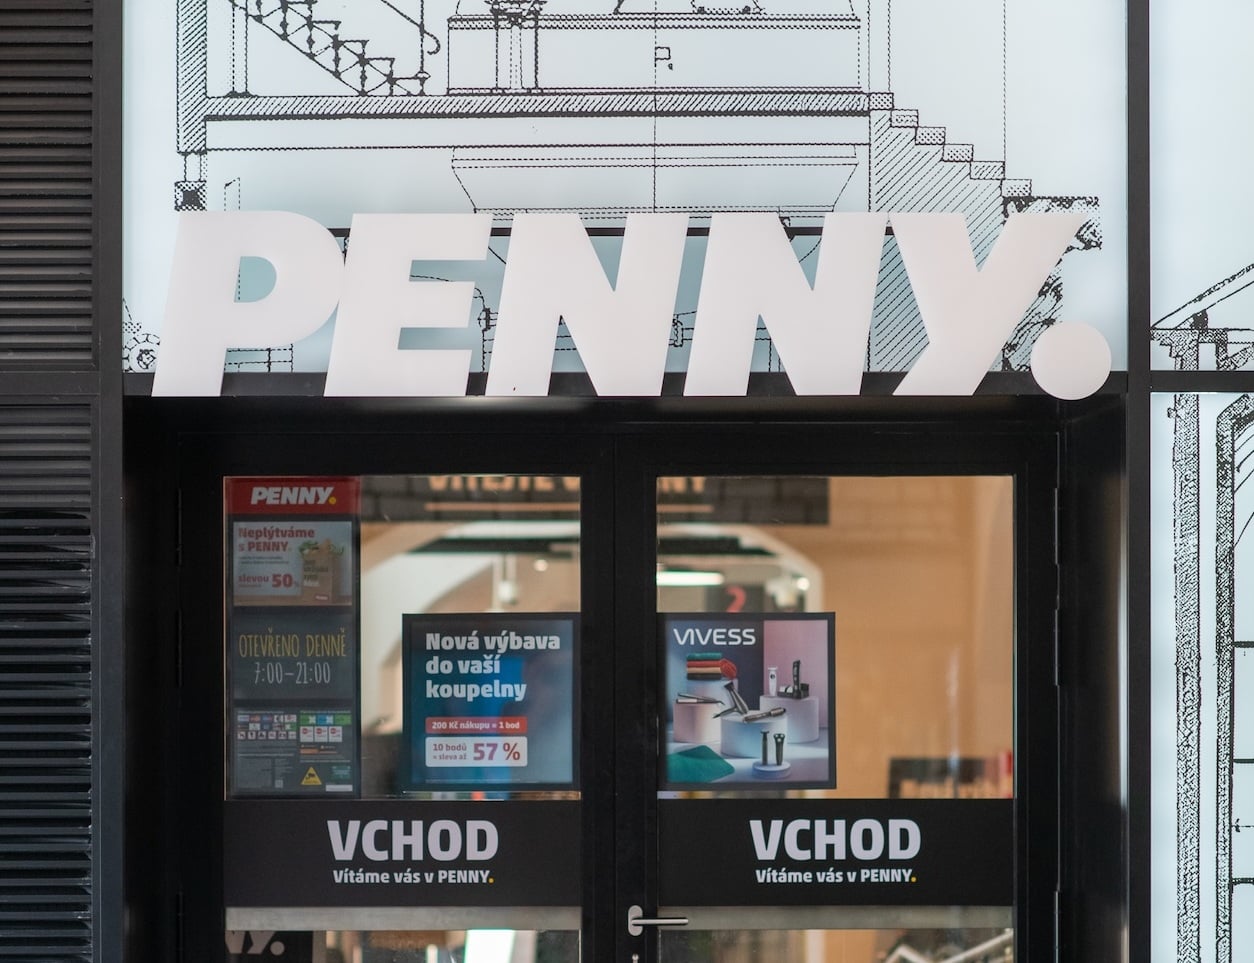 PENNY.
PENNY.
Neplýtváme
s PENNY.
slevou 50
OTEVŘENO DENNĚ
7:00–21:00
Nová výbava
do vaší
koupelny
200 Kč nákupu = 1 bod
10 bodů
= sleva až
57 %
2
VIVESS
VCHOD
Vítáme vás v PENNY.
VCHOD
Vítáme vás v PENNY.